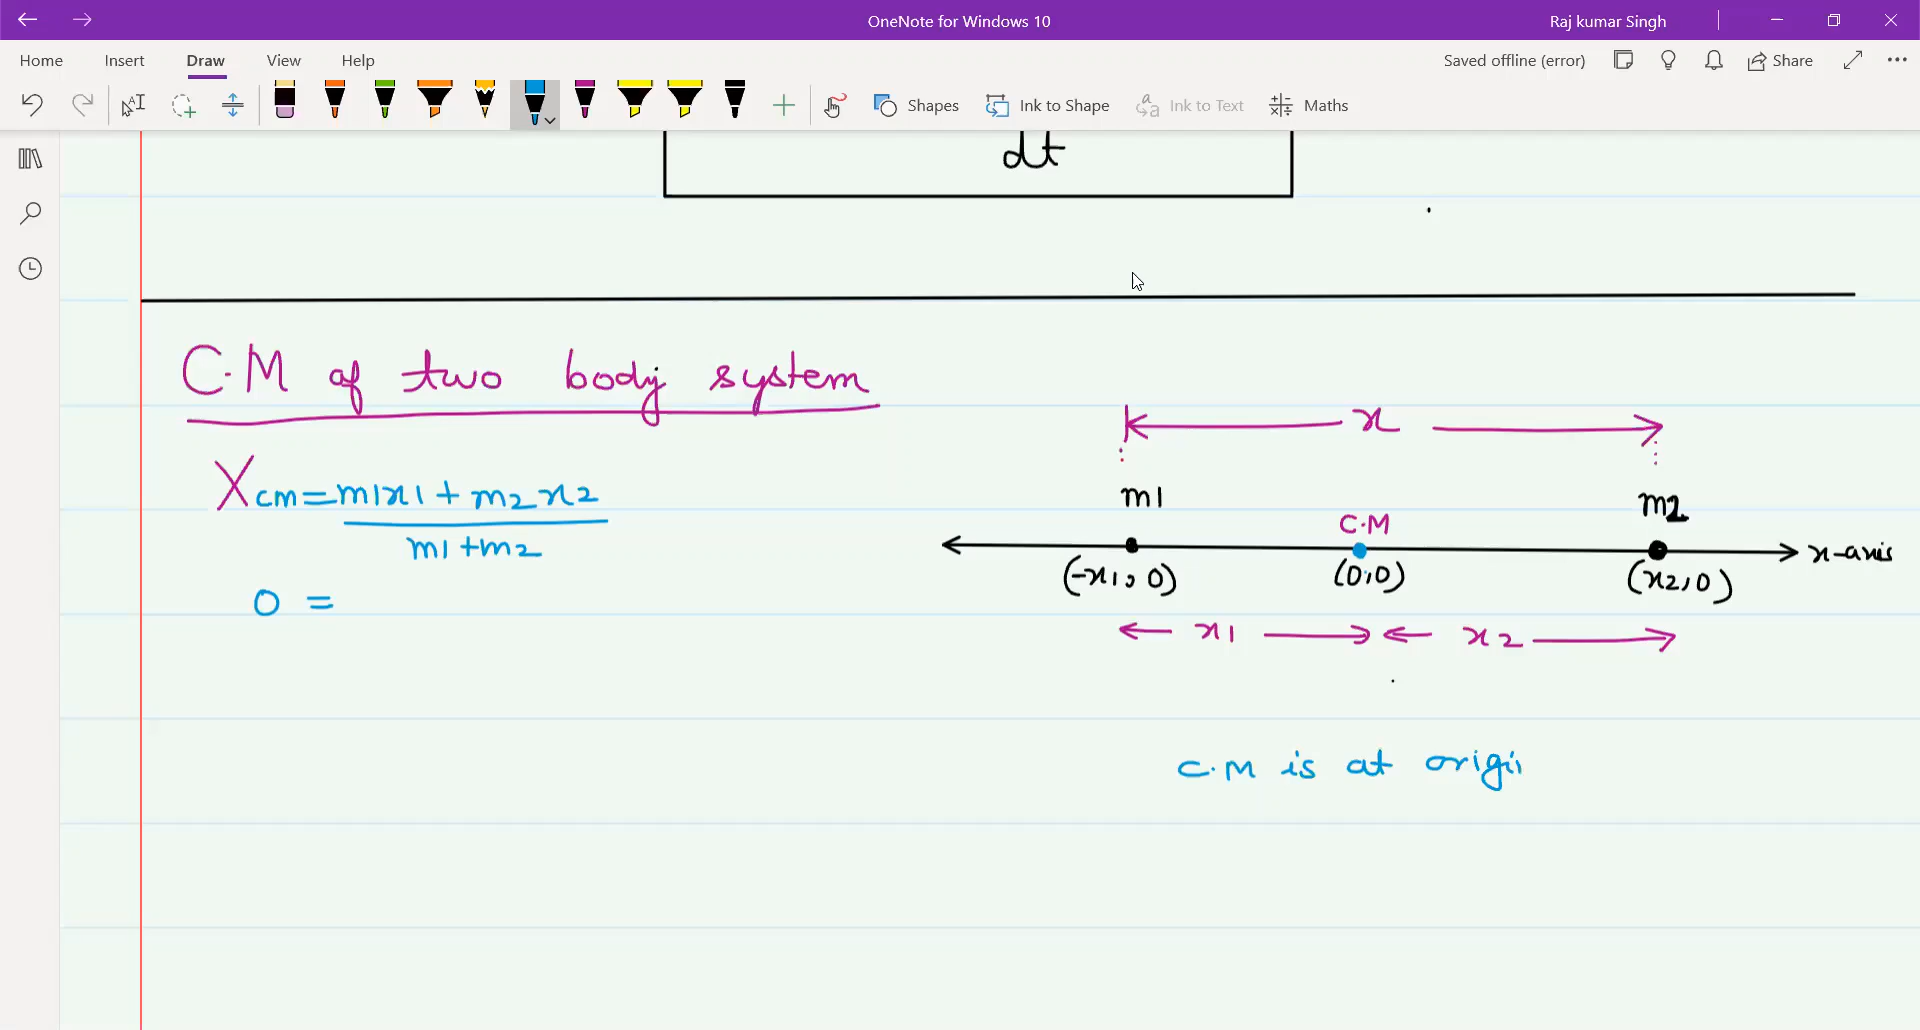 OneNote for Windows 10
Raj kumar Singh
Home Insert Draw View Help
Saved offline (error) Share
Shapes Ink to Shape Ink to Text Maths
dt
C.M of two body system
x
Xcm = m1x1 + m2x2
m1+m2
m1 m2
C.M
x-axis
(-x1, 0) (0,0) (x2,0)
0 =
x1 x2
C.M is at origi